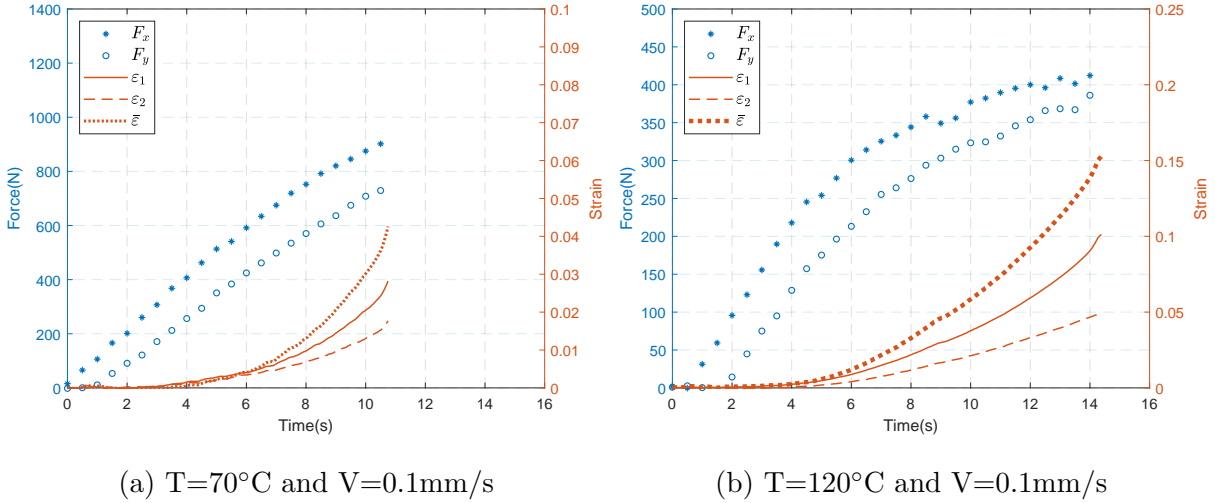 1400
1200
1000
800
600
400
200
0
Force(N)
0.1
0.09
0.08
0.07
0.06
0.05
0.04
0.03
0.02
0.01
0
Strain
F_x
F_y
ε_1
ε_2
ε̄
0 2 4 6 8 10 12 14 16
Time(s)
(a) T=70°C and V=0.1mm/s
500
450
400
350
300
250
200
150
100
50
0
Force(N)
0.25
0.2
0.15
0.1
0.05
0
Strain
F_x
F_y
ε_1
ε_2
ε̄
0 2 4 6 8 10 12 14 16
Time(s)
(b) T=120°C and V=0.1mm/s